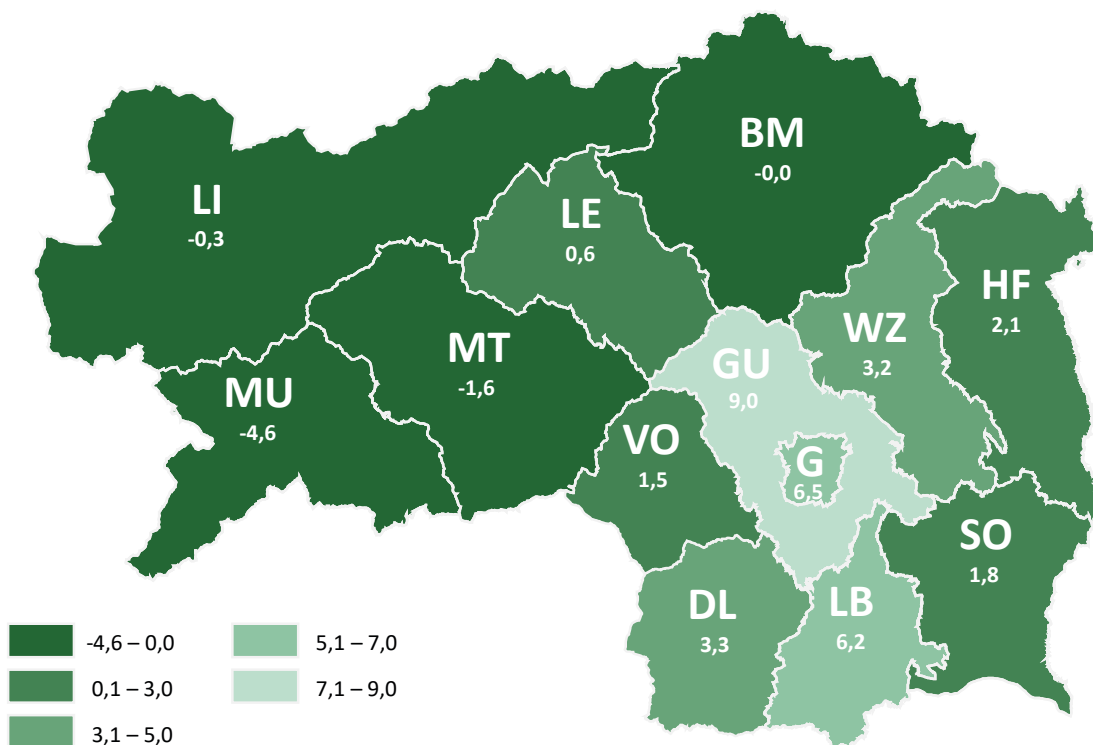 BM
-0,0
LI
-0,3
LE
0,6
HF
2,1
WZ
3,2
MT
-1,6
GU
9,0
MU
-4,6
VO
1,5
G
6,5
SO
1,8
DL
3,3
LB
6,2
-4,6 – 0,0
0,1 – 3,0
3,1 – 5,0
5,1 – 7,0
7,1 – 9,0